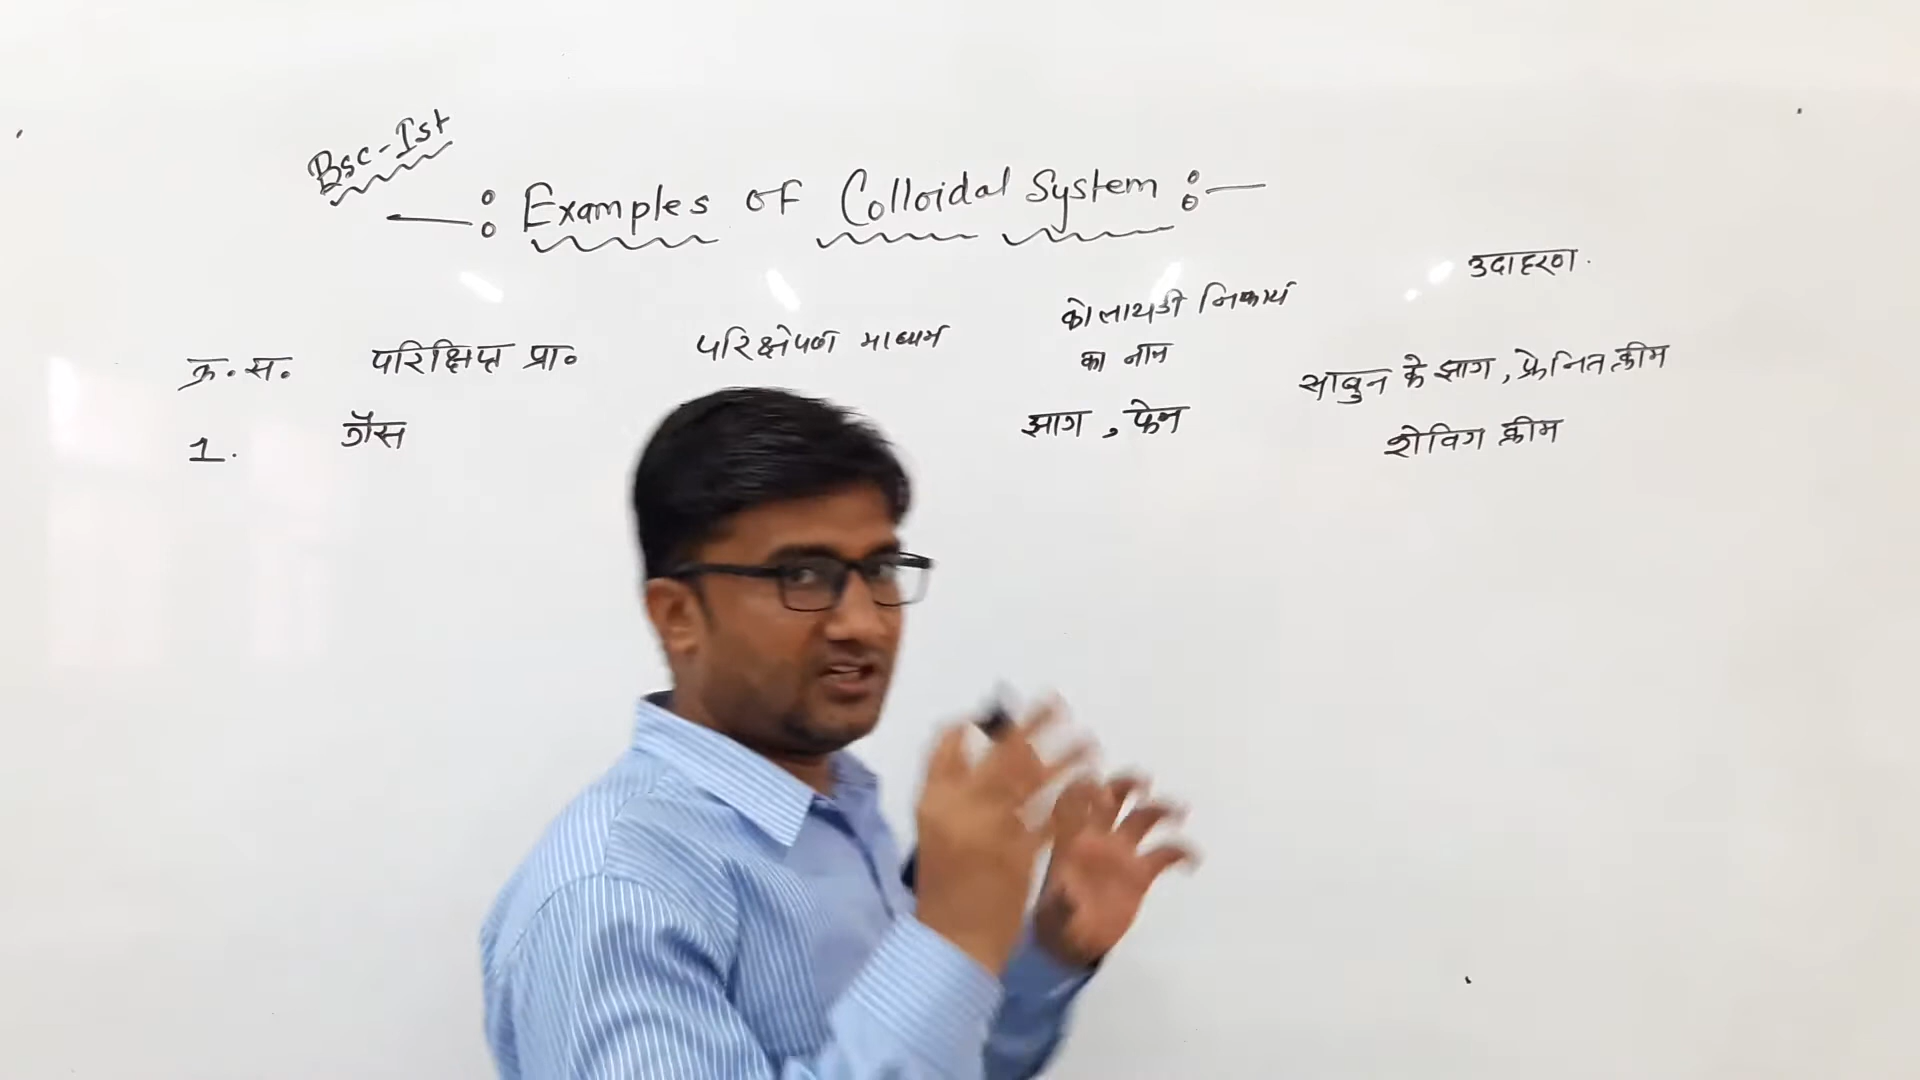 Bsc-Ist
Examples of Colloidal System
क्र. स. परिक्षिप्त प्रा० परिक्षेपण माध्यम कोलायडी निकाय का नाम उदाहरण.
1. गैस झाग, फेन साबुन के झाग, फेनित क्रीम
शेविंग क्रीम